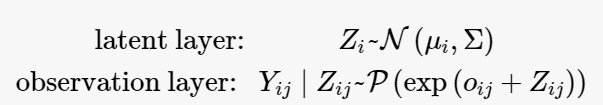 latent layer: Z_i ~ 𝒩 (μ_i, Σ)
observation layer: Y_ij | Z_ij ~ 𝒫 (exp (o_ij + Z_ij))